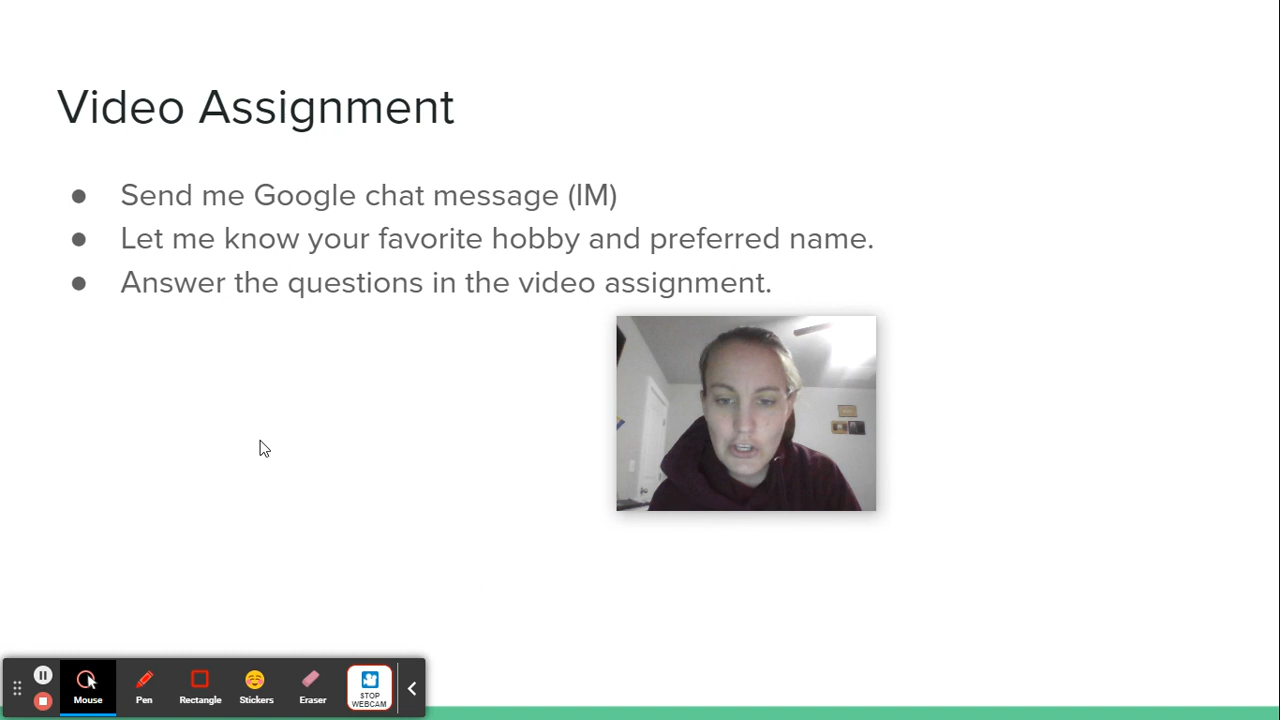 Video Assignment
● Send me Google chat message (IM)
● Let me know your favorite hobby and preferred name.
● Answer the questions in the video assignment.
Mouse
Pen
Rectangle
Stickers
Eraser
STOP
WEBCAM